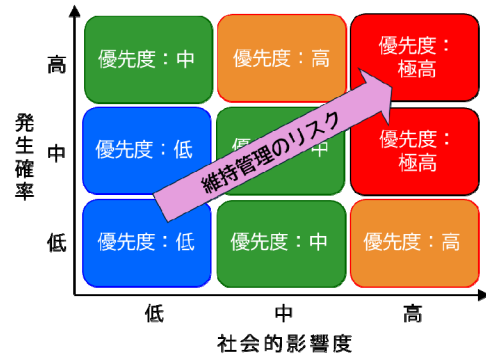 高
優先度：中
優先度：高
優先度：
極高
発生確率
中
優先度：低
中
優先度：
極高
維持管理のリスク
低
優先度：低
優先度：中
優先度：高
低
中
高
社会的影響度